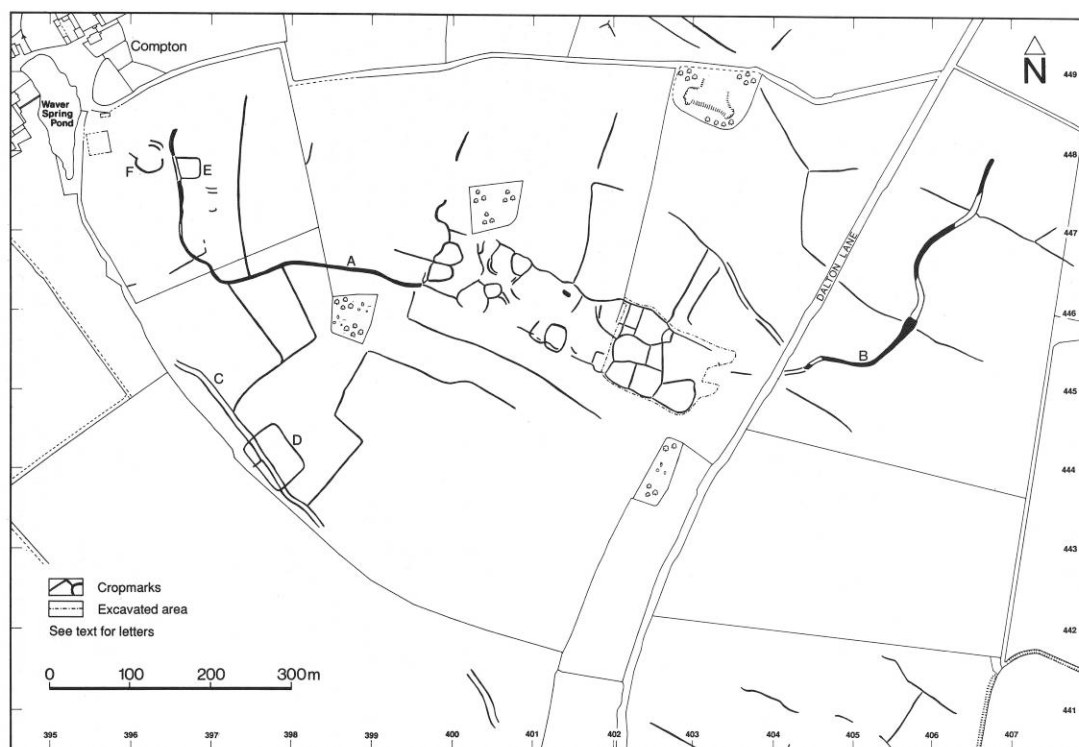 Compton
Waver
Spring
Pond
N
F
E
A
B
C
D
DALTON LANE
Cropmarks
Excavated area
See text for letters
0 100 200 300m
449
448
447
446
445
444
443
442
441
395 396 397 398 399 400 401 402 403 404 405 406 407